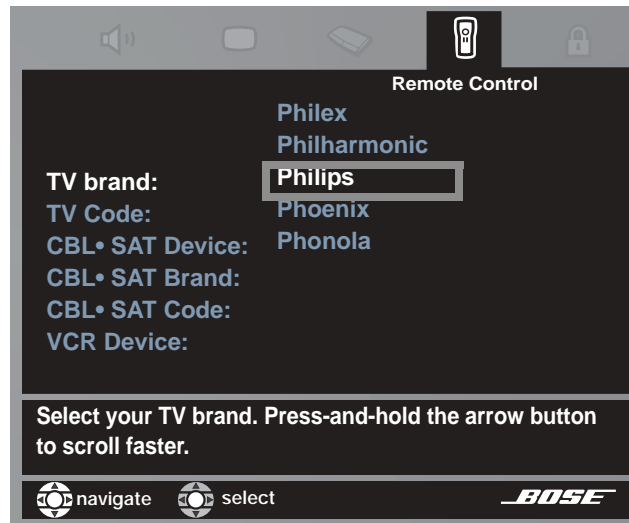 Remote Control
Philex
Philharmonic
TV brand: Philips
TV Code: Phoenix
CBL• SAT Device: Phonola
CBL• SAT Brand:
CBL• SAT Code:
VCR Device:
Select your TV brand. Press-and-hold the arrow button
to scroll faster.
navigate select BOSE